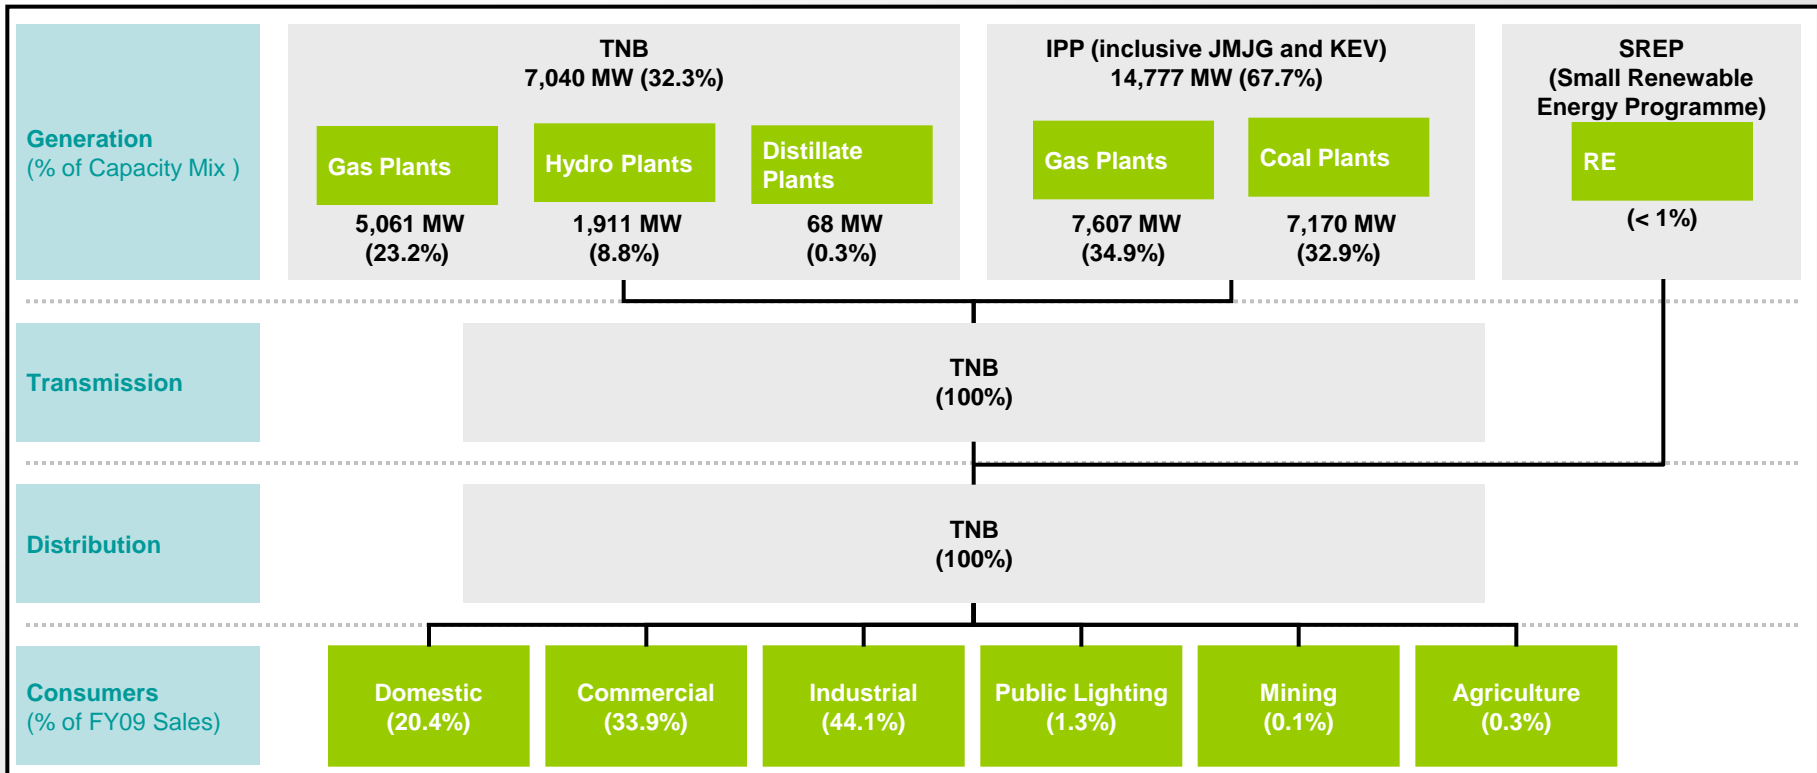 Generation
(% of Capacity Mix )
TNB
7,040 MW (32.3%)
Gas Plants
5,061 MW
(23.2%)
Hydro Plants
1,911 MW
(8.8%)
Distillate
Plants
68 MW
(0.3%)
IPP (inclusive JMJG and KEV)
14,777 MW (67.7%)
Gas Plants
7,607 MW
(34.9%)
Coal Plants
7,170 MW
(32.9%)
SREP
(Small Renewable
Energy Programme)
RE
(< 1%)
Transmission
TNB
(100%)
Distribution
TNB
(100%)
Consumers
(% of FY09 Sales)
Domestic
(20.4%)
Commercial
(33.9%)
Industrial
(44.1%)
Public Lighting
(1.3%)
Mining
(0.1%)
Agriculture
(0.3%)